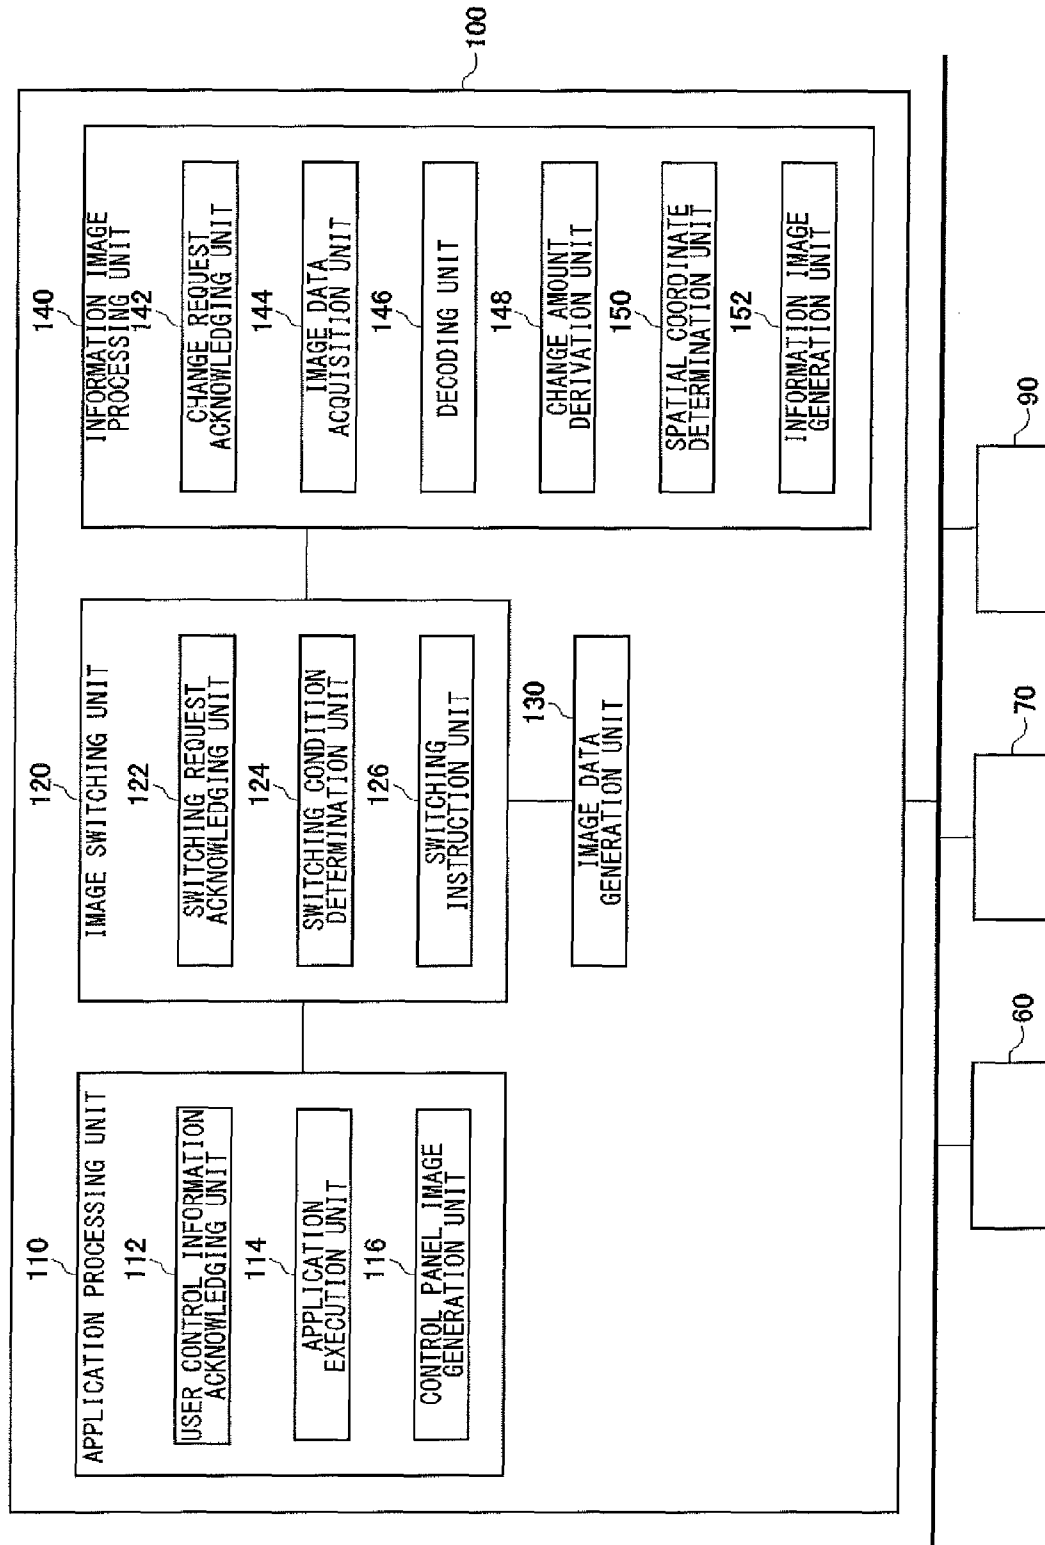 100
110
APPLICATION PROCESSING UNIT
112
USER CONTROL INFORMATION
ACKNOWLEDGING UNIT
114
APPLICATION
EXECUTION UNIT
116
CONTROL PANEL IMAGE
GENERATION UNIT
120
IMAGE SWITCHING UNIT
122
SWITCHING REQUEST
ACKNOWLEDGING UNIT
124
SWITCHING CONDITION
DETERMINATION UNIT
126
SWITCHING
INSTRUCTION UNIT
130
IMAGE DATA
GENERATION UNIT
140
INFORMATION IMAGE
PROCESSING UNIT
142
CHANGE REQUEST
ACKNOWLEDGING UNIT
144
IMAGE DATA
ACQUISITION UNIT
146
DECODING UNIT
148
CHANGE AMOUNT
DERIVATION UNIT
150
SPATIAL COORDINATE
DETERMINATION UNIT
152
INFORMATION IMAGE
GENERATION UNIT
60
70
90